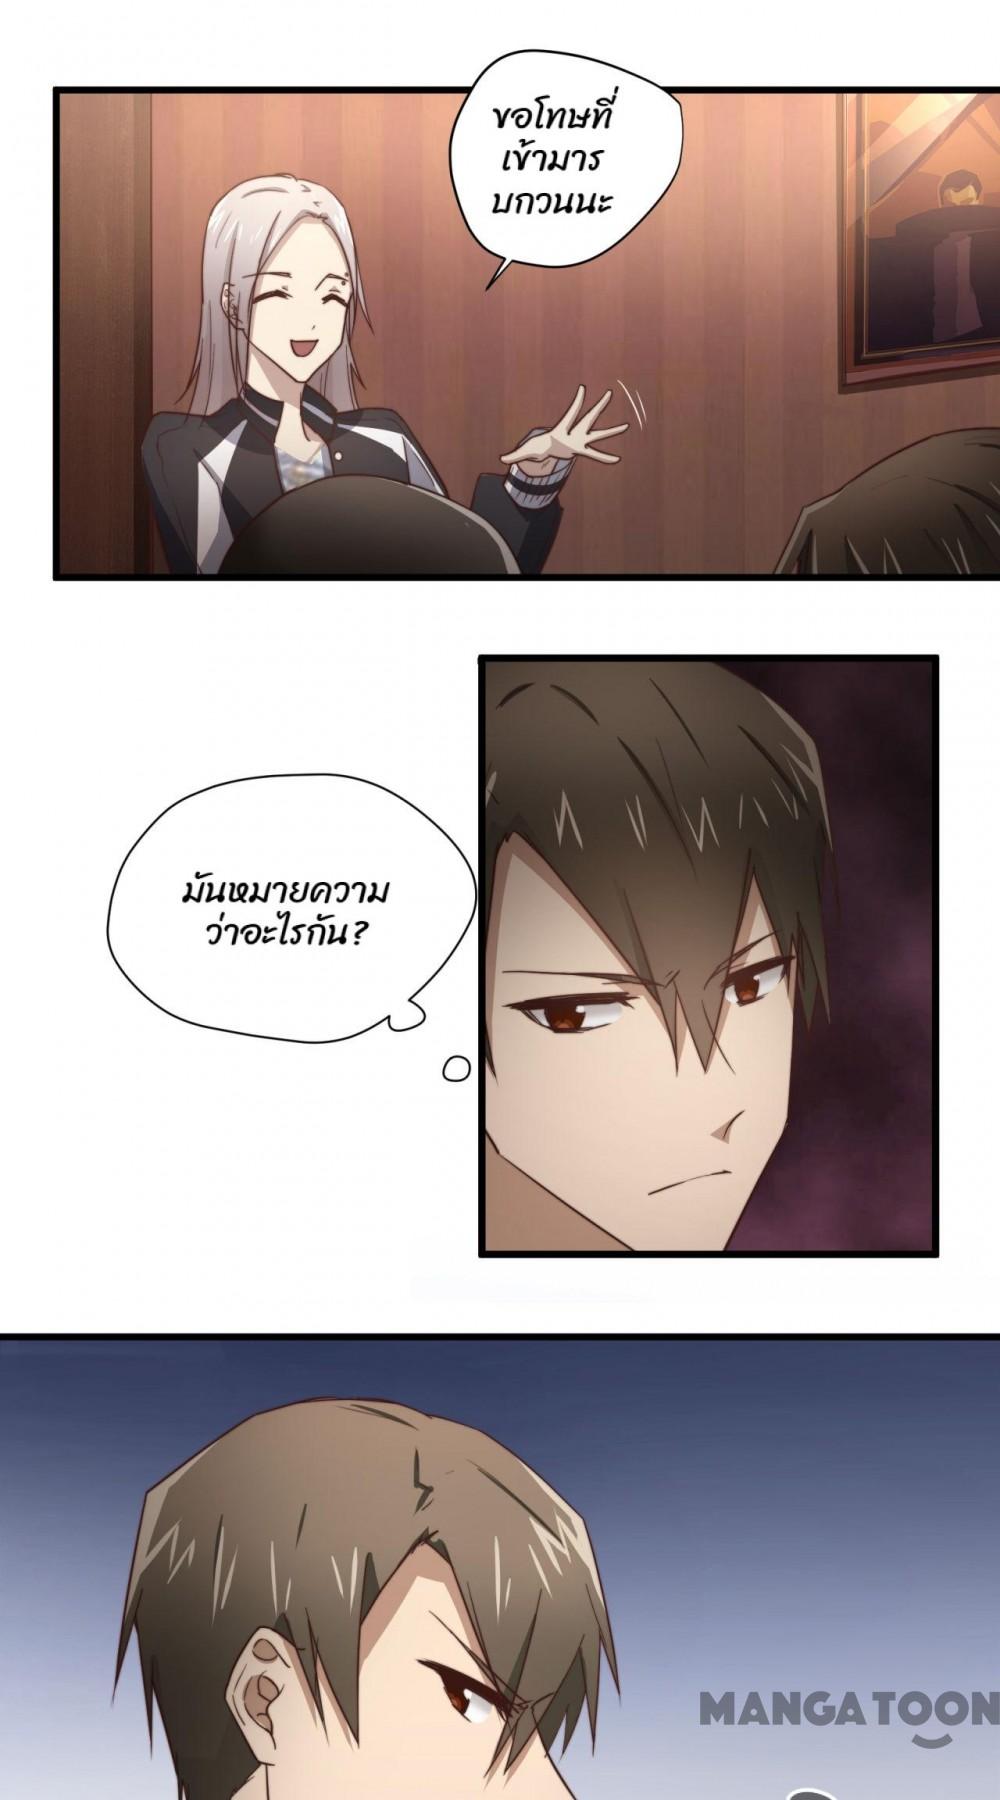 ขอโทษที่
เข้ามาร
บกวนนะ
มันหมายความ
ว่าอะไรกัน?
MANGATOON